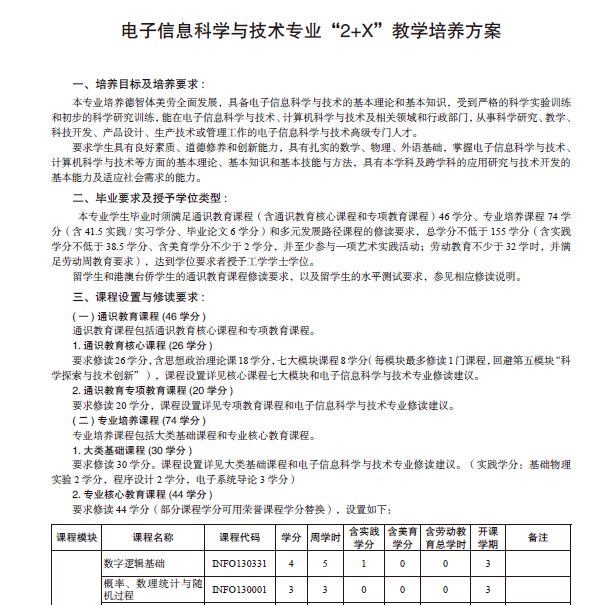 电子信息科学与技术专业“2+X”教学培养方案
一、培养目标及培养要求：
本专业培养德智体美劳全面发展，具备电子信息科学与技术的基本理论和基本知识，受到严格的科学实验训练
和初步的科学研究训练，能在电子信息科学与技术、计算机科学与技术及相关领域和行政部门，从事科学研究、教学、
科技开发、产品设计、生产技术或管理工作的电子信息科学与技术高级专门人才。
要求学生具有良好素质、道德修养和创新能力，具有扎实的数学、物理、外语基础，掌握电子信息科学与技术、
计算机科学与技术等方面的基本理论、基本知识和基本技能与方法，具有本学科及跨学科的应用研究与技术开发的
基本能力及适应社会需求的能力。
二、毕业要求及授予学位类型：
本专业学生毕业时须满足通识教育课程（含通识教育核心课程和专项教育课程）46 学分、专业培养课程 74 学
分（含 41.5 实践 / 实习学分、毕业论文 6 学分）和多元发展路径课程的修读要求，总学分不低于 155 学分（含实践
学分不低于 38.5 学分、含美育学分不少于 2 学分，并至少参与一项艺术实践活动；劳动教育不少于 32 学时，并满
足劳动周教育要求），达到学位要求者授予工学学士学位。
留学生和港澳台侨学生的通识教育课程修读要求，以及留学生的水平测试要求，参见相应修读说明。
三、课程设置与修读要求：
（一）通识教育课程 (46 学分 )
通识教育课程包括通识教育核心课程和专项教育课程。
1. 通识教育核心课程 (26 学分 )
要求修读 26 学分，含思想政治理论课 18 学分，七大模块课程 8 学分（每模块最多修读 1 门课程，回避第五模块“科
学探索与技术创新”），课程设置详见核心课程七大模块和电子信息科学与技术专业修读建议。
2. 通识教育专项教育课程 (20 学分 )
要求修读 20 学分，课程设置详见专项教育课程和电子信息科学与技术专业修读建议。
（二）专业培养课程 (74 学分 )
专业培养课程包括大类基础课程和专业核心教育课程。
1. 大类基础课程 (30 学分 )
要求修读 30 学分。课程设置详见大类基础课程和电子信息科学与技术专业修读建议。（实践学分：基础物理
实验 2 学分，程序设计 2 学分，电子系统导论 3 学分）
2. 专业核心教育课程 (44 学分 )
要求修读 44 学分（部分课程学分可用荣誉课程学分替换），设置如下：
课程模块 课程名称 课程代码 学分 周学时 含实践学分 含美育学分 含劳动教育总学时 开课学期 备注
数字逻辑基础 INFO130331 4 5 1 0 0 3
概率、数理统计与随机过程 INFO130001 3 3 0 0 0 3